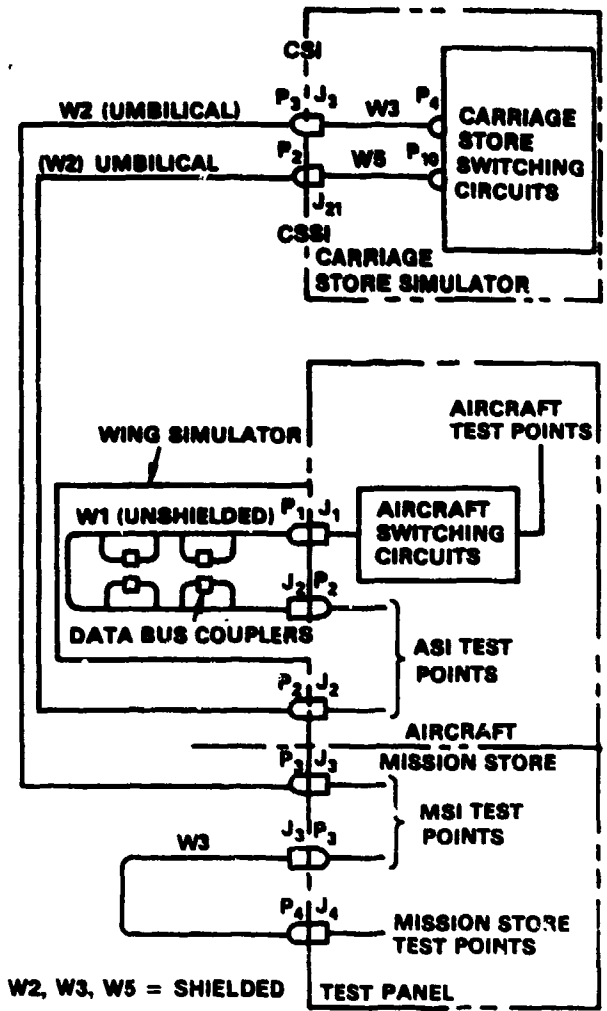 CSI
P3 J3 W3 P4
W2 (UMBILICAL)
CARRIAGE
STORE
SWITCHING
CIRCUITS
P2 W5 P10
(W2) UMBILICAL
J21
CSSI
CARRIAGE
STORE SIMULATOR
AIRCRAFT
TEST POINTS
WING SIMULATOR
W1 (UNSHIELDED) P1 J1
AIRCRAFT
SWITCHING
CIRCUITS
J2 P2
DATA BUS COUPLERS
ASI TEST
POINTS
P2 J2
AIRCRAFT
MISSION STORE
P3 J3
MSI TEST
POINTS
W3 J3 P3
P4 J4
MISSION STORE
TEST POINTS
W2, W3, W5 = SHIELDED
TEST PANEL